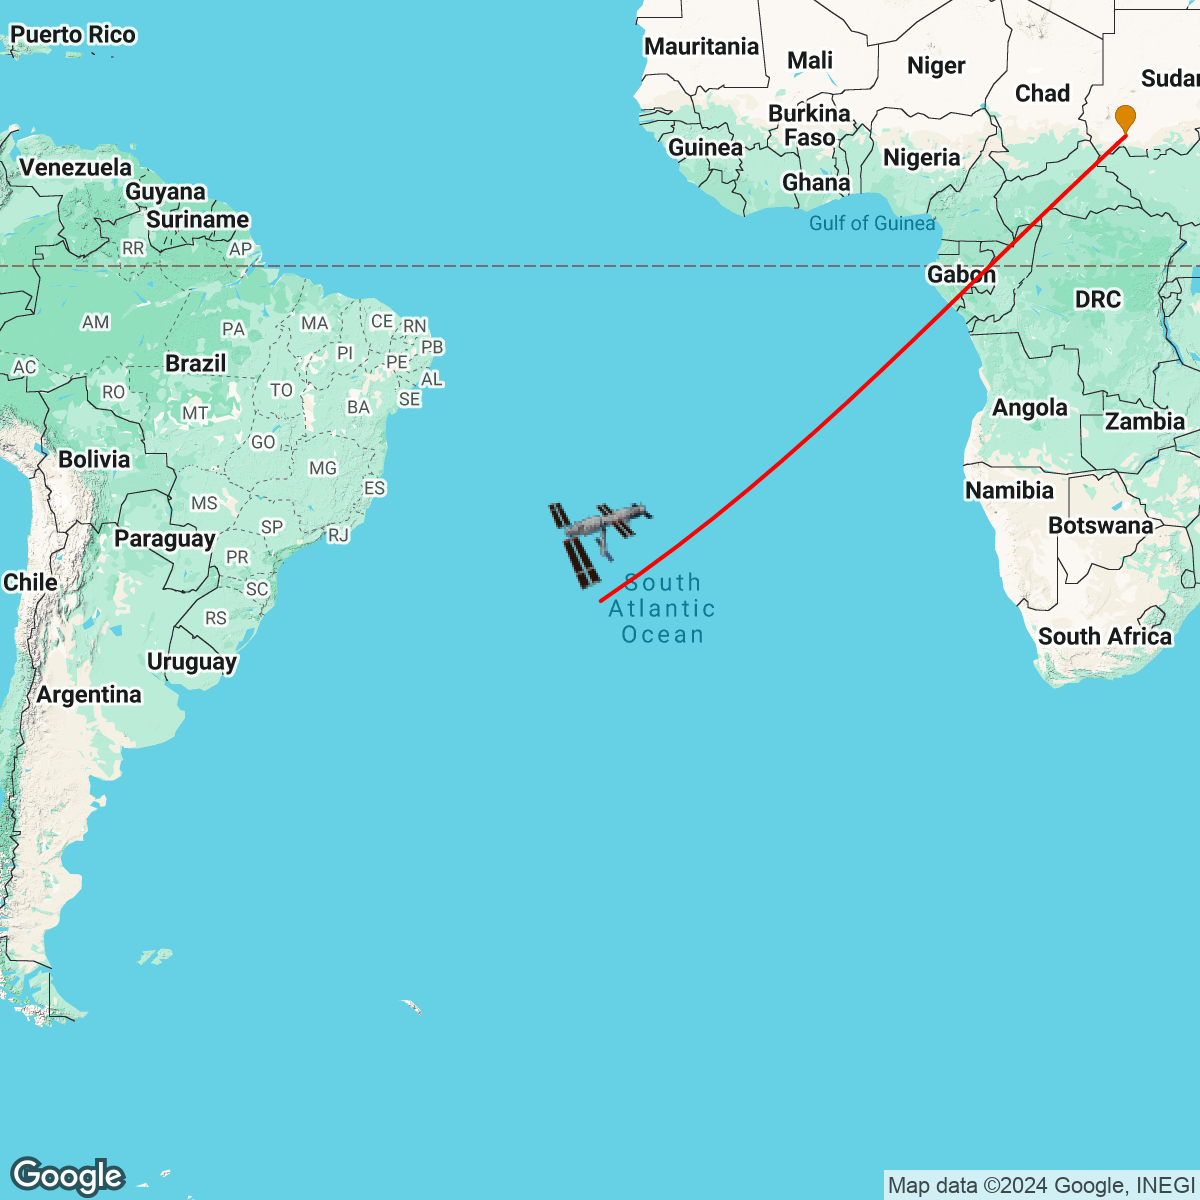 Puerto Rico
Mauritania
Mali
Niger
Chad
Sudan
Burkina
Faso
Guinea
Nigeria
Venezuela
Ghana
Guyana
Suriname
Gulf of Guinea
RR
AP
Gabon
DRC
AM
PA
MA
CE
RN
PB
PI
PE
Brazil
AC
AL
TO
RO
SE
BA
MT
Angola
Zambia
GO
Bolivia
MG
ES
Namibia
MS
SP
RJ
Botswana
Paraguay
PR
Chile
SC
South
Atlantic
Ocean
RS
South Africa
Uruguay
Argentina
Google
Map data ©2024 Google, INEGI